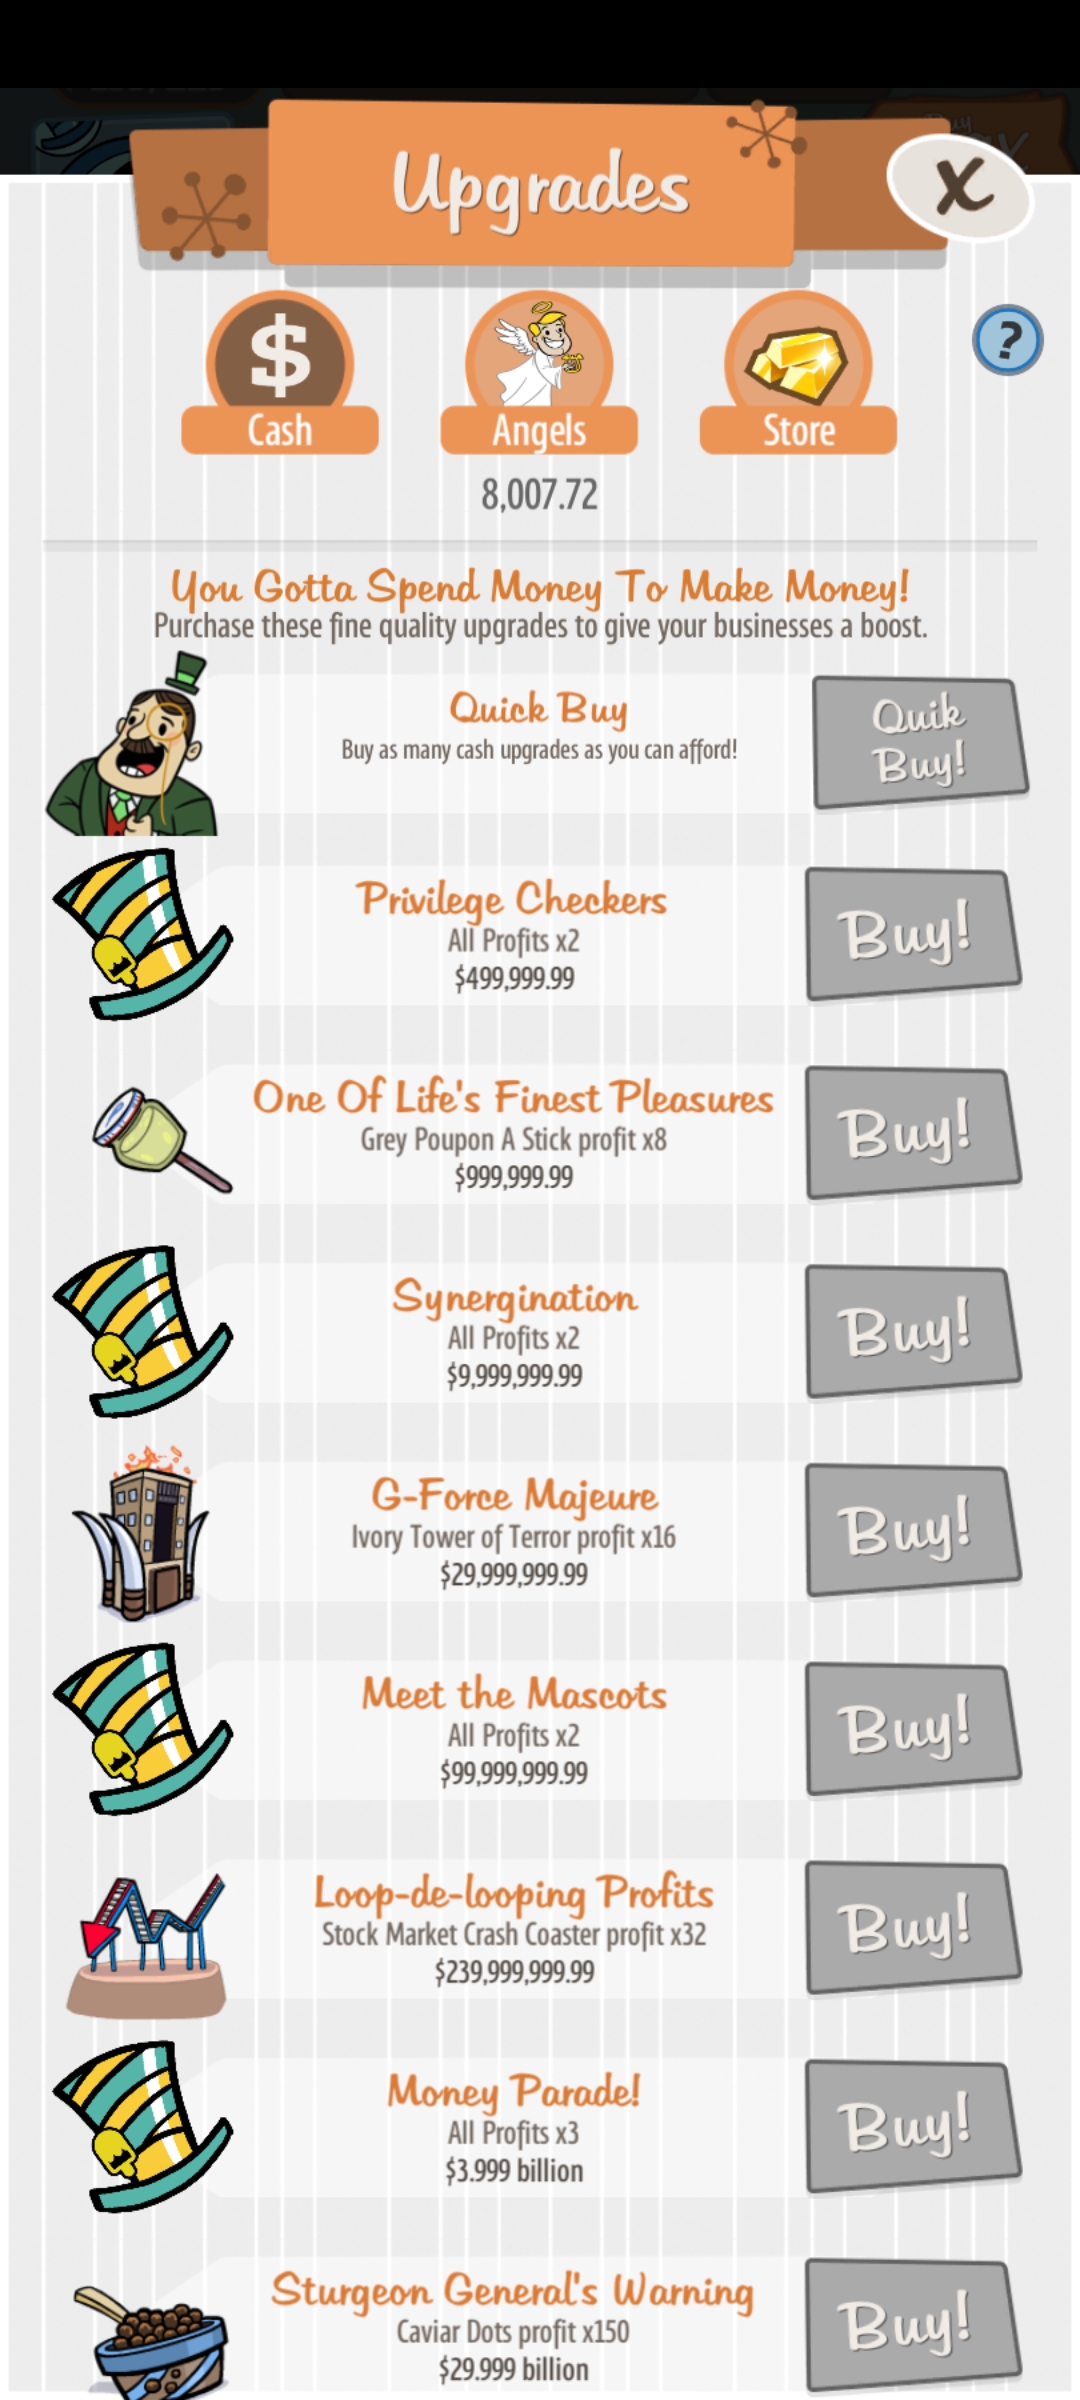 Upgrades
X
$
Cash
Angels
Store
?
8,007.72
You Gotta Spend Money To Make Money!
Purchase these fine quality upgrades to give your businesses a boost.
Quick Buy
Buy as many cash upgrades as you can afford!
Quik
Buy!
Privilege Checkers
All Profits x2
$499,999.99
Buy!
One Of Life's Finest Pleasures
Grey Poupon A Stick profit x8
$999,999.99
Buy!
Synergination
All Profits x2
$9,999,999.99
Buy!
G-Force Majeure
Ivory Tower of Terror profit x16
$29,999,999.99
Buy!
Meet the Mascots
All Profits x2
$99,999,999.99
Buy!
Loop-de-looping Profits
Stock Market Crash Coaster profit x32
$239,999,999.99
Buy!
Money Parade!
All Profits x3
$3.999 billion
Buy!
Sturgeon General's Warning
Caviar Dots profit x150
$29.999 billion
Buy!